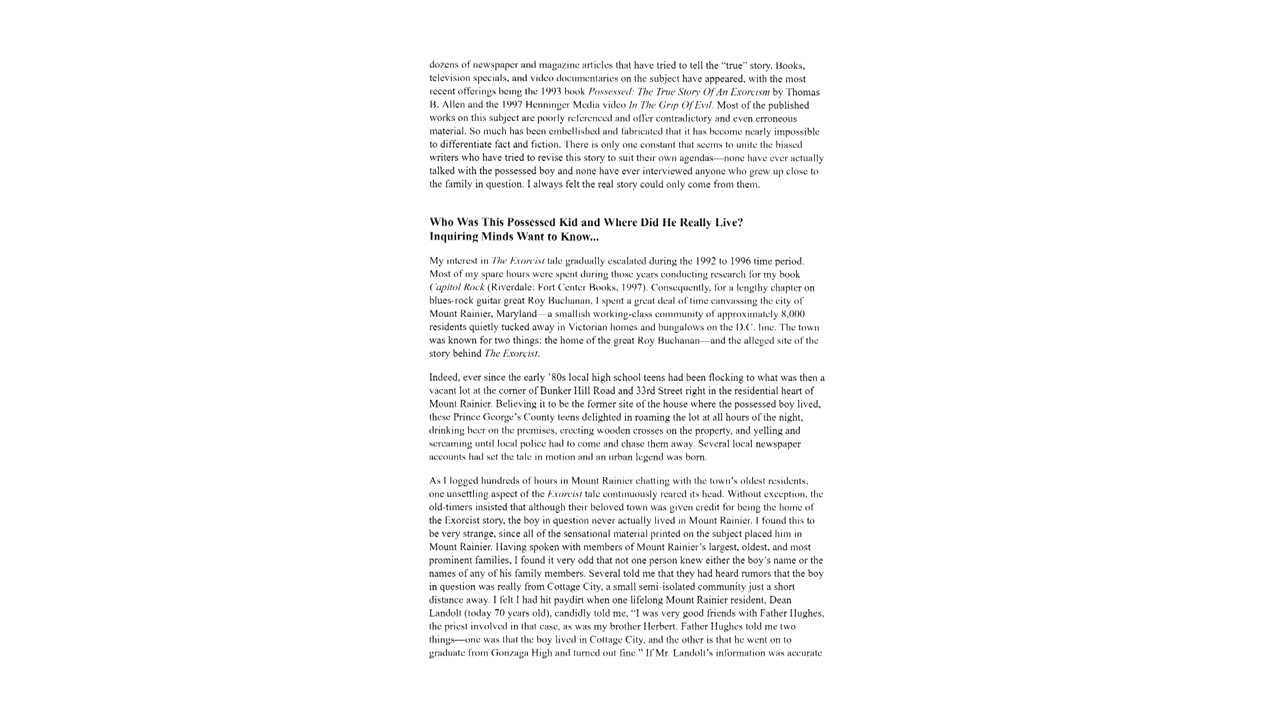 dozens of newspaper and magazine articles that have tried to tell the “true” story. Books,
television specials, and video documentaries on the subject have appeared, with the most
recent offerings being the 1993 book Possessed: The True Story Of An Exorcism by Thomas
B. Allen and the 1997 Henninger Media video In The Grip Of Evil. Most of the published
works on this subject are poorly referenced and offer contradictory and even erroneous
material. So much has been embellished and fabricated that it has become nearly impossible
to differentiate fact and fiction. There is only one constant that seems to unite the biased
writers who have tried to revise this story to suit their own agendas—none have ever actually
talked with the possessed boy and none have ever interviewed anyone who grew up close to
the family in question. I always felt the real story could only come from them.
Who Was This Possessed Kid and Where Did He Really Live?
Inquiring Minds Want to Know...
My interest in The Exorcist tale gradually escalated during the 1992 to 1996 time period.
Most of my spare hours were spent during those years conducting research for my book
Capitol Rock (Riverdale: Fort Center Books, 1997). Consequently, for a lengthy chapter on
blues-rock guitar great Roy Buchanan, I spent a great deal of time canvassing the city of
Mount Rainier, Maryland—a smallish working-class community of approximately 8,000
residents quietly tucked away in Victorian homes and bungalows on the D.C. line. The town
was known for two things: the home of the great Roy Buchanan—and the alleged site of the
story behind The Exorcist.
Indeed, ever since the early ’80s local high school teens had been flocking to what was then a
vacant lot at the corner of Bunker Hill Road and 33rd Street right in the residential heart of
Mount Rainier. Believing it to be the former site of the house where the possessed boy lived,
these Prince George’s County teens delighted in roaming the lot at all hours of the night,
drinking beer on the premises, erecting wooden crosses on the property, and yelling and
screaming until local police had to come and chase them away. Several local newspaper
accounts had set the tale in motion and an urban legend was born.
As I logged hundreds of hours in Mount Rainier chatting with the town’s oldest residents,
one unsettling aspect of the Exorcist tale continuously reared its head. Without exception, the
old-timers insisted that although their beloved town was given credit for being the home of
the Exorcist story, the boy in question never actually lived in Mount Rainier. I found this to
be very strange, since all of the sensational material printed on the subject placed him in
Mount Rainier. Having spoken with members of Mount Rainier’s largest, oldest, and most
prominent families, I found it very odd that not one person knew either the boy’s name or the
names of any of his family members. Several told me that they had heard rumors that the boy
in question was really from Cottage City, a small semi-isolated community just a short
distance away. I felt I had hit paydirt when one lifelong Mount Rainier resident, Dean
Landolt (today 70 years old), candidly told me, “I was very good friends with Father Hughes,
the priest involved in that case, as was my brother Herbert. Father Hughes told me two
things—one was that the boy lived in Cottage City, and the other is that he went on to
graduate from Gonzaga High and turned out fine.” If Mr. Landolt’s information was accurate